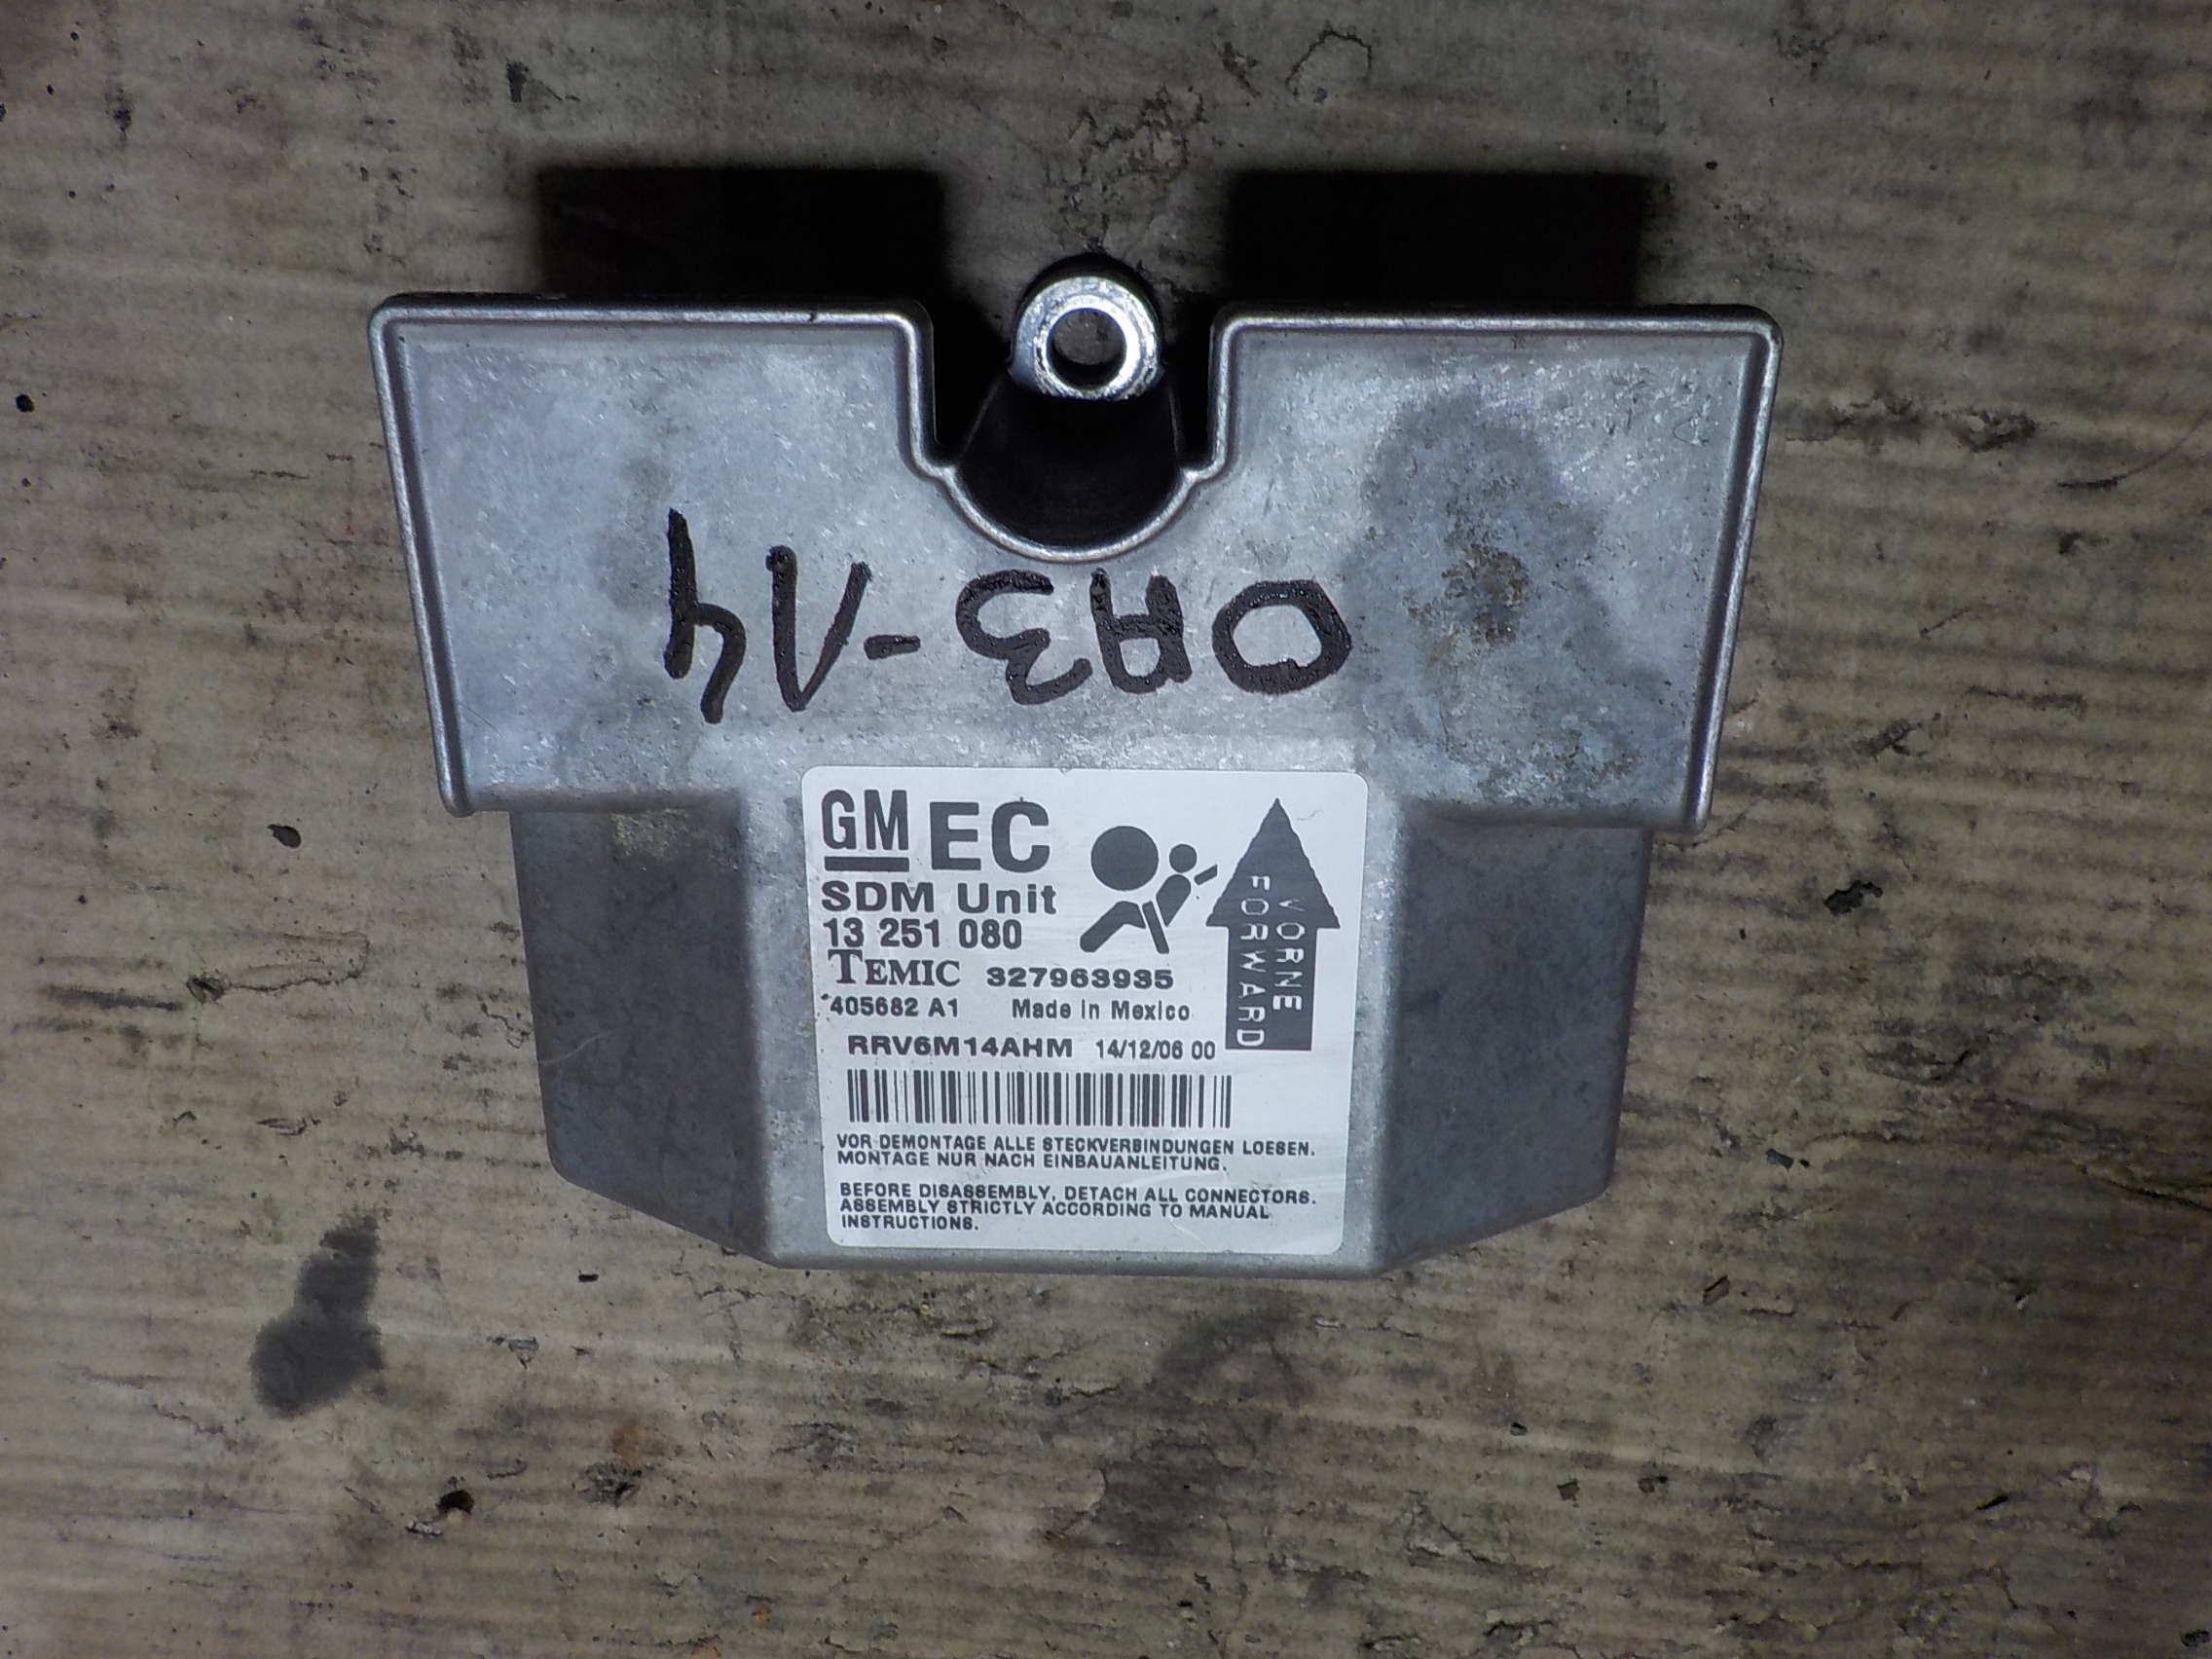 OA3-14
GM EC
SDM Unit
13 251 080
TEMIC 327963935
405682 A1 Made in Mexico
RRV6M14AHM 14/12/06 00
VORNE
FORWARD
VOR DEMONTAGE ALLE STECKVERBINDUNGEN LOESEN.
MONTAGE NUR NACH EINBAUANLEITUNG.
BEFORE DISASSEMBLY, DETACH ALL CONNECTORS.
ASSEMBLY STRICTLY ACCORDING TO MANUAL
INSTRUCTIONS.